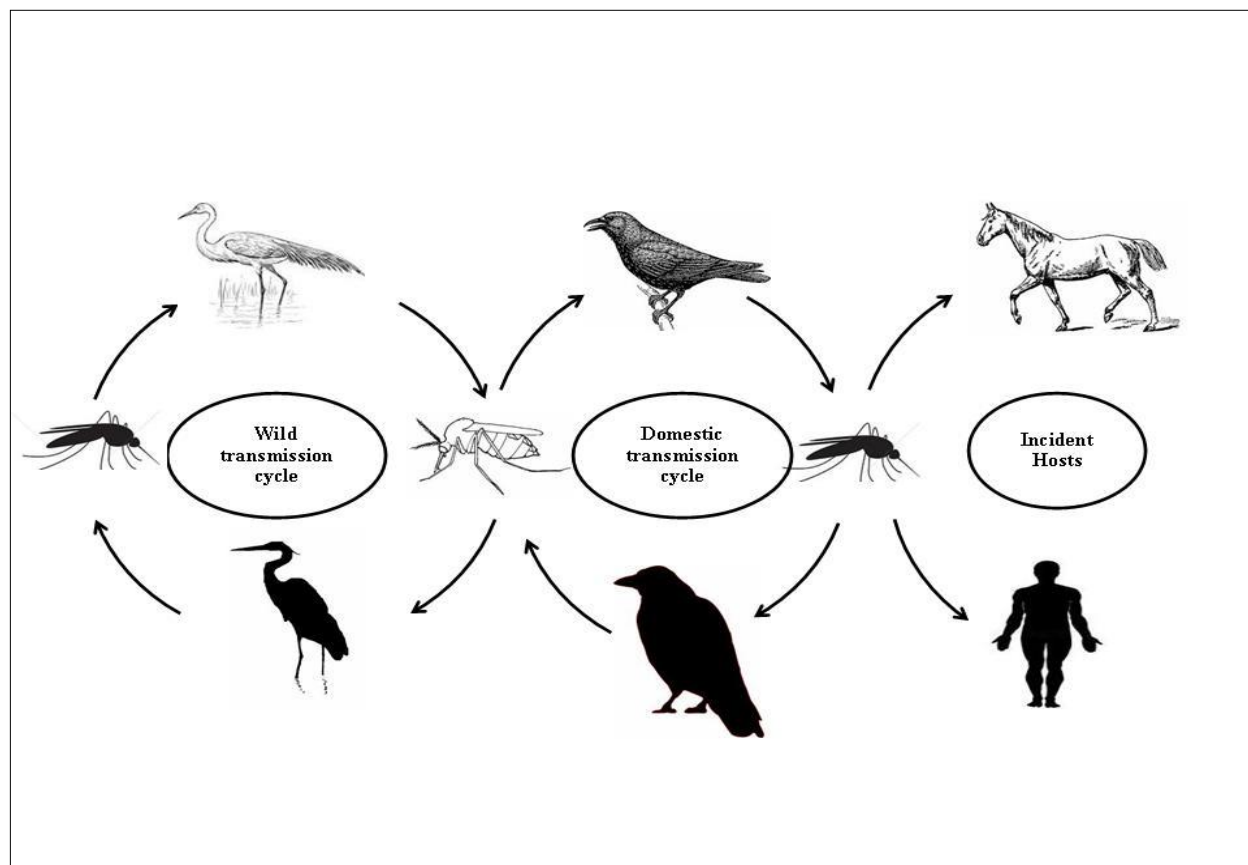 Wild
transmission
cycle
Domestic
transmission
cycle
Incident
Hosts